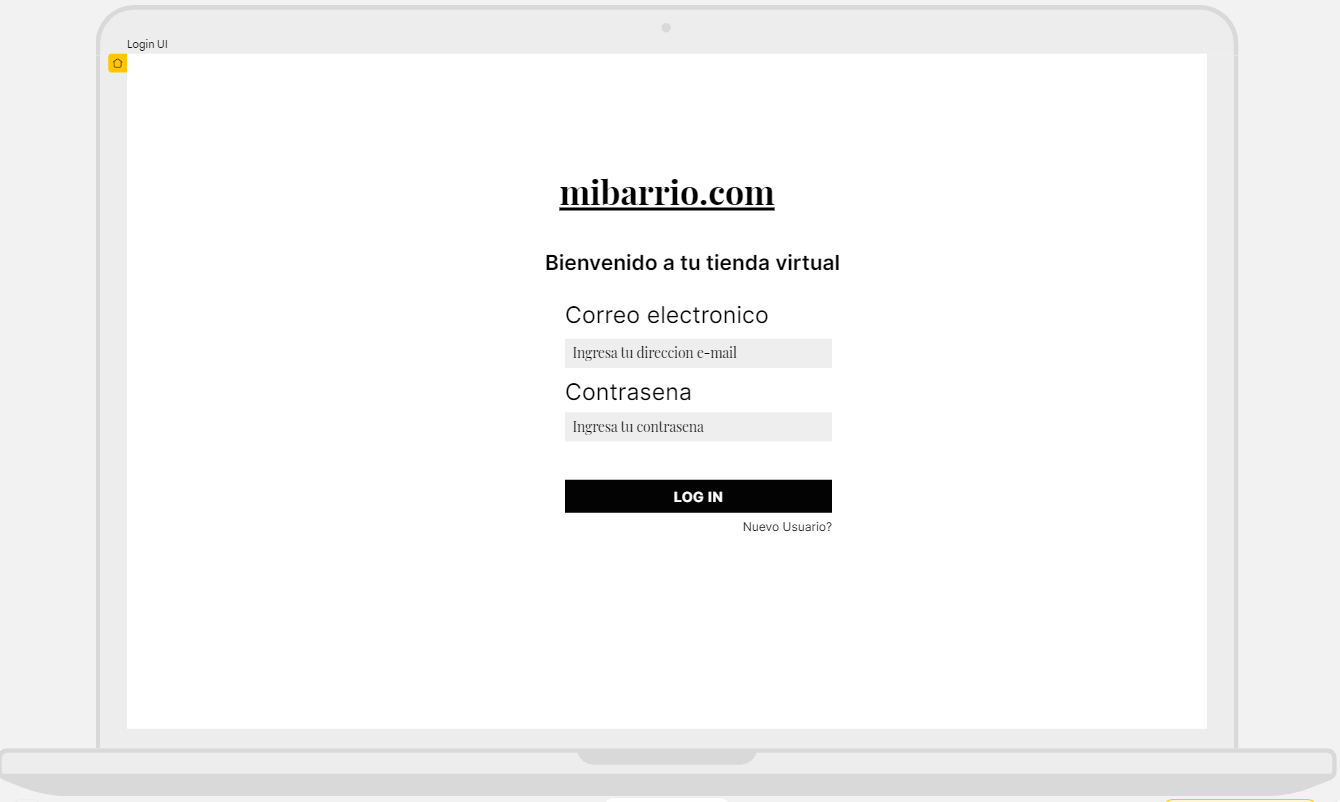 Login UI
mibarrio.com
Bienvenido a tu tienda virtual
Correo electronico
Ingresa tu direccion e-mail
Contrasena
Ingresa tu contrasena
LOG IN
Nuevo Usuario?